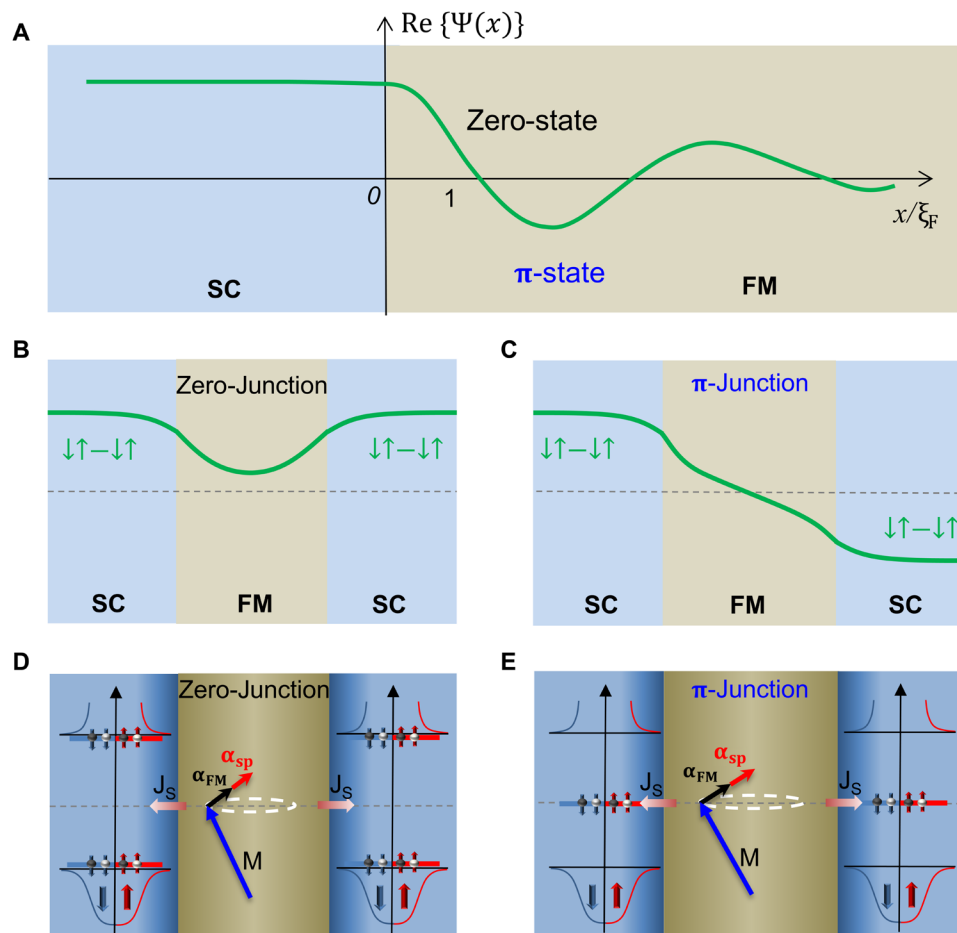 A
Re {Ψ(x)}
Zero-state
0
1
x/ξF
π-state
SC
FM
B
Zero-Junction
↓↑−↓↑
↓↑−↓↑
SC
FM
SC
C
π-Junction
↓↑−↓↑
↓↑−↓↑
SC
FM
SC
D
Zero-Junction
αsp
αFM
JS
JS
M
E
π-Junction
αsp
αFM
JS
JS
M